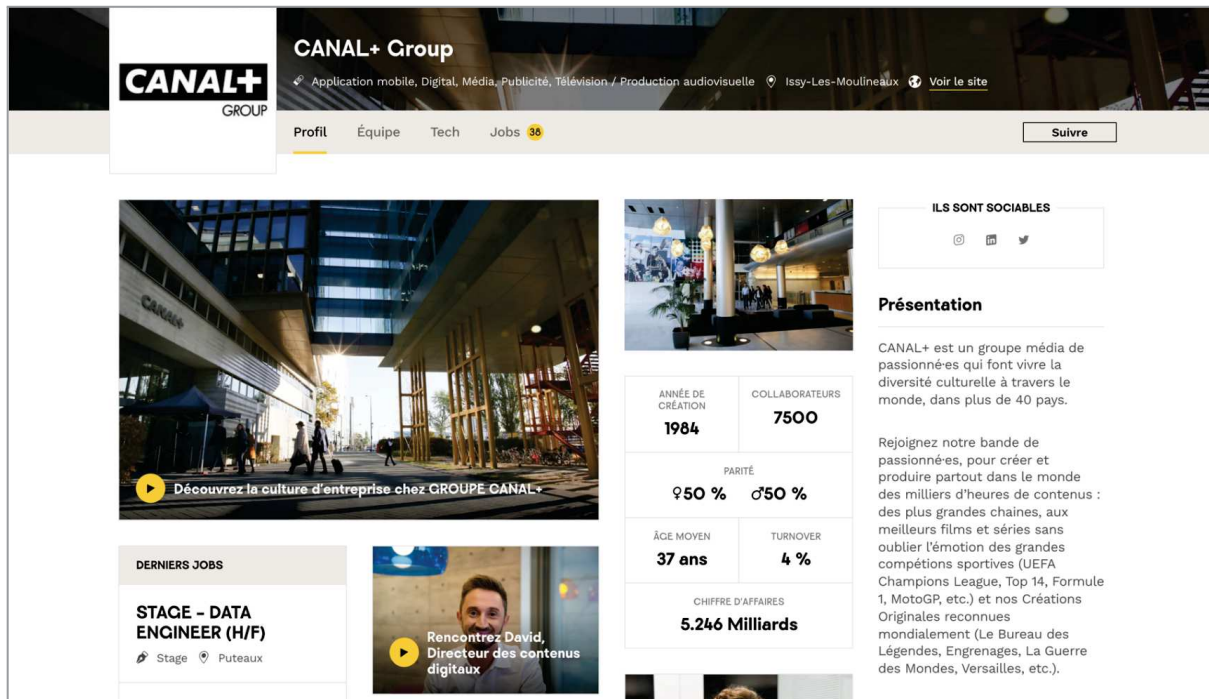 CANAL+
GROUP
CANAL+ Group
Application mobile, Digital, Média, Publicité, Télévision / Production audiovisuelle Issy-Les-Moulineaux Voir le site
Profil Équipe Tech Jobs 38
Suivre
CANAL+
Découvrez la culture d'entreprise chez GROUPE CANAL+
DERNIERS JOBS
STAGE - DATA
ENGINEER (H/F)
Stage Puteaux
Rencontrez David,
Directeur des contenus
digitaux
ANNÉE DE
CRÉATION
1984
COLLABORATEURS
7500
PARITÉ
♀50 % ♂50 %
ÂGE MOYEN
37 ans
TURNOVER
4 %
CHIFFRE D'AFFAIRES
5.246 Milliards
ILS SONT SOCIABLES
Présentation
CANAL+ est un groupe média de
passionné·es qui font vivre la
diversité culturelle à travers le
monde, dans plus de 40 pays.
Rejoignez notre bande de
passionné·es, pour créer et
produire partout dans le monde
des milliers d'heures de contenus :
des plus grandes chaines, aux
meilleurs films et séries sans
oublier l'émotion des grandes
compétions sportives (UEFA
Champions League, Top 14, Formule
1, MotoGP, etc.) et nos Créations
Originales reconnues
mondialement (Le Bureau des
Légendes, Engrenages, La Guerre
des Mondes, Versailles, etc.).